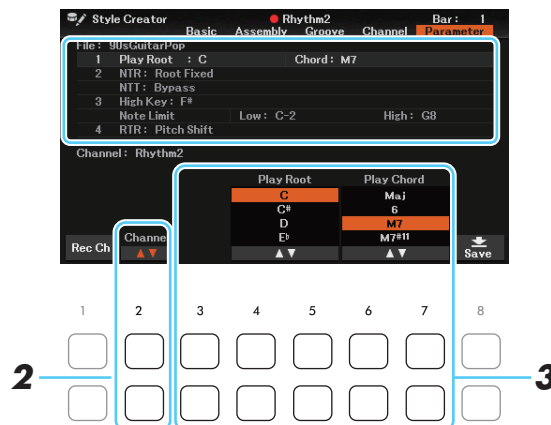 Style Creator Rhythm2 Bar: 1
Basic Assembly Groove Channel Parameter
File: 90sGuitarPop
1 Play Root : C Chord: M7
2 NTR: Root Fixed
NTT: Bypass
3 High Key: F#
Note Limit Low: C-2 High: G8
4 RTR: Pitch Shift
Channel: Rhythm2
Play Root Play Chord
C Maj
C# 6
D M7
E♭ M7#11
Rec Ch Channel ▲▼ ▲▼ ▲▼ Save
1 2 3 4 5 6 7 8
2 3